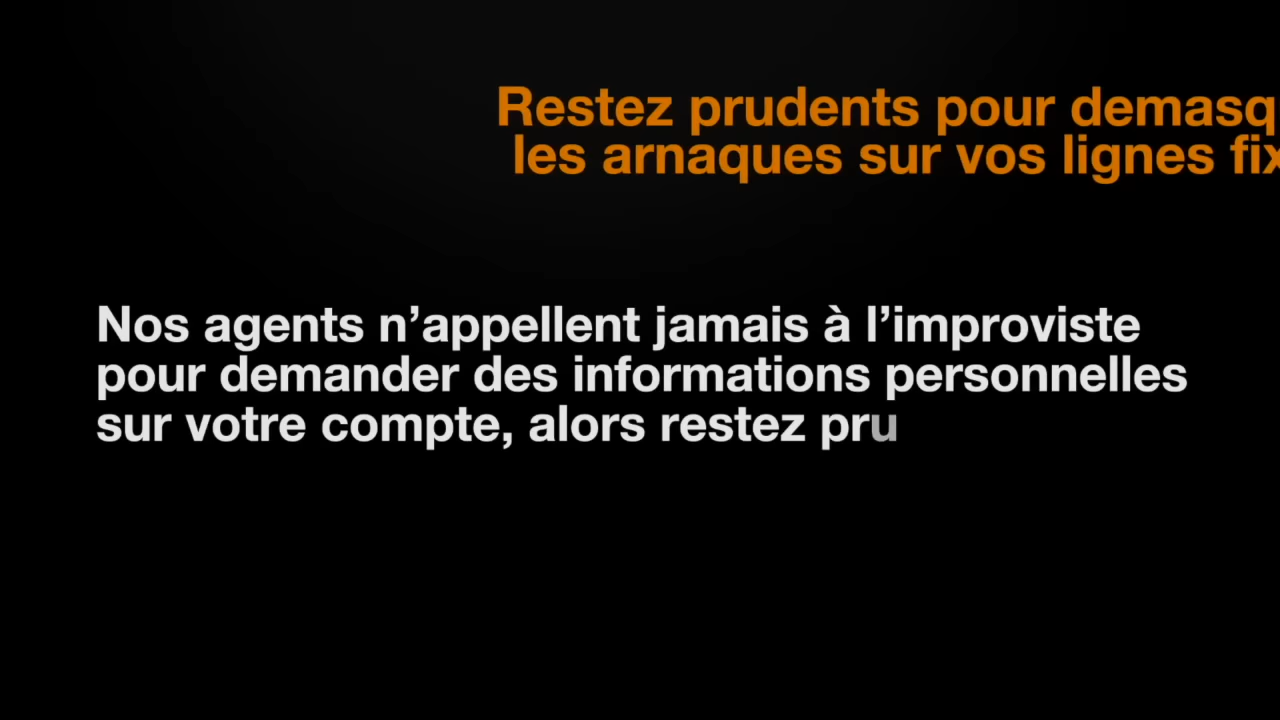 Restez prudents pour demasq
les arnaques sur vos lignes fix
Nos agents n’appellent jamais à l’improviste
pour demander des informations personnelles
sur votre compte, alors restez pru